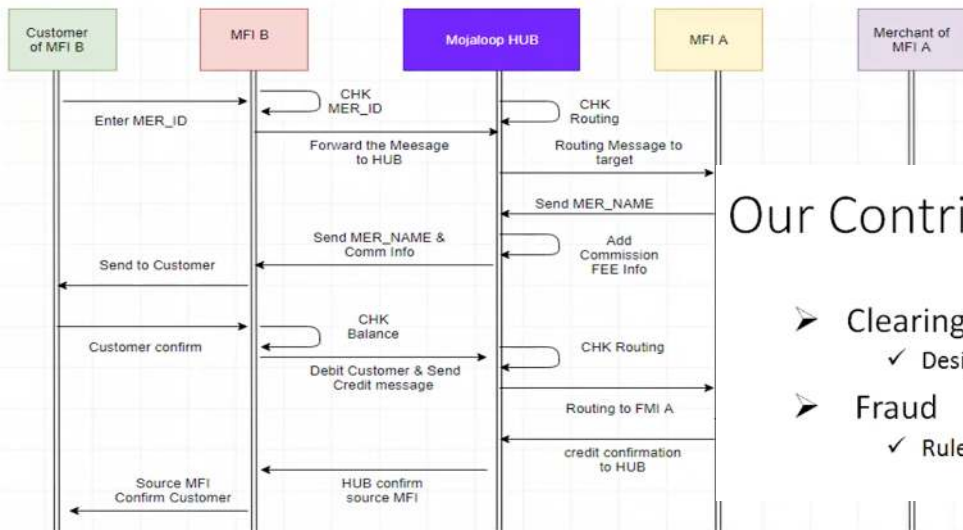 Customer
of MFI B
MFI B
Mojaloop HUB
MFI A
Merchant of
MFI A
Enter MER_ID
CHK
MER_ID
Forward the Meesage
to HUB
CHK
Routing
Routing Message to
target
Send MER_NAME
Add
Commission
FEE Info
Send MER_NAME &
Comm Info
Send to Customer
Customer confirm
CHK
Balance
Debit Customer & Send
Credit message
CHK Routing
Routing to FMI A
credit confirmation
to HUB
HUB confirm
source MFI
Source MFI
Confirm Customer
Our Contri
➤ Clearing
✓ Desi
➤ Fraud
✓ Rule